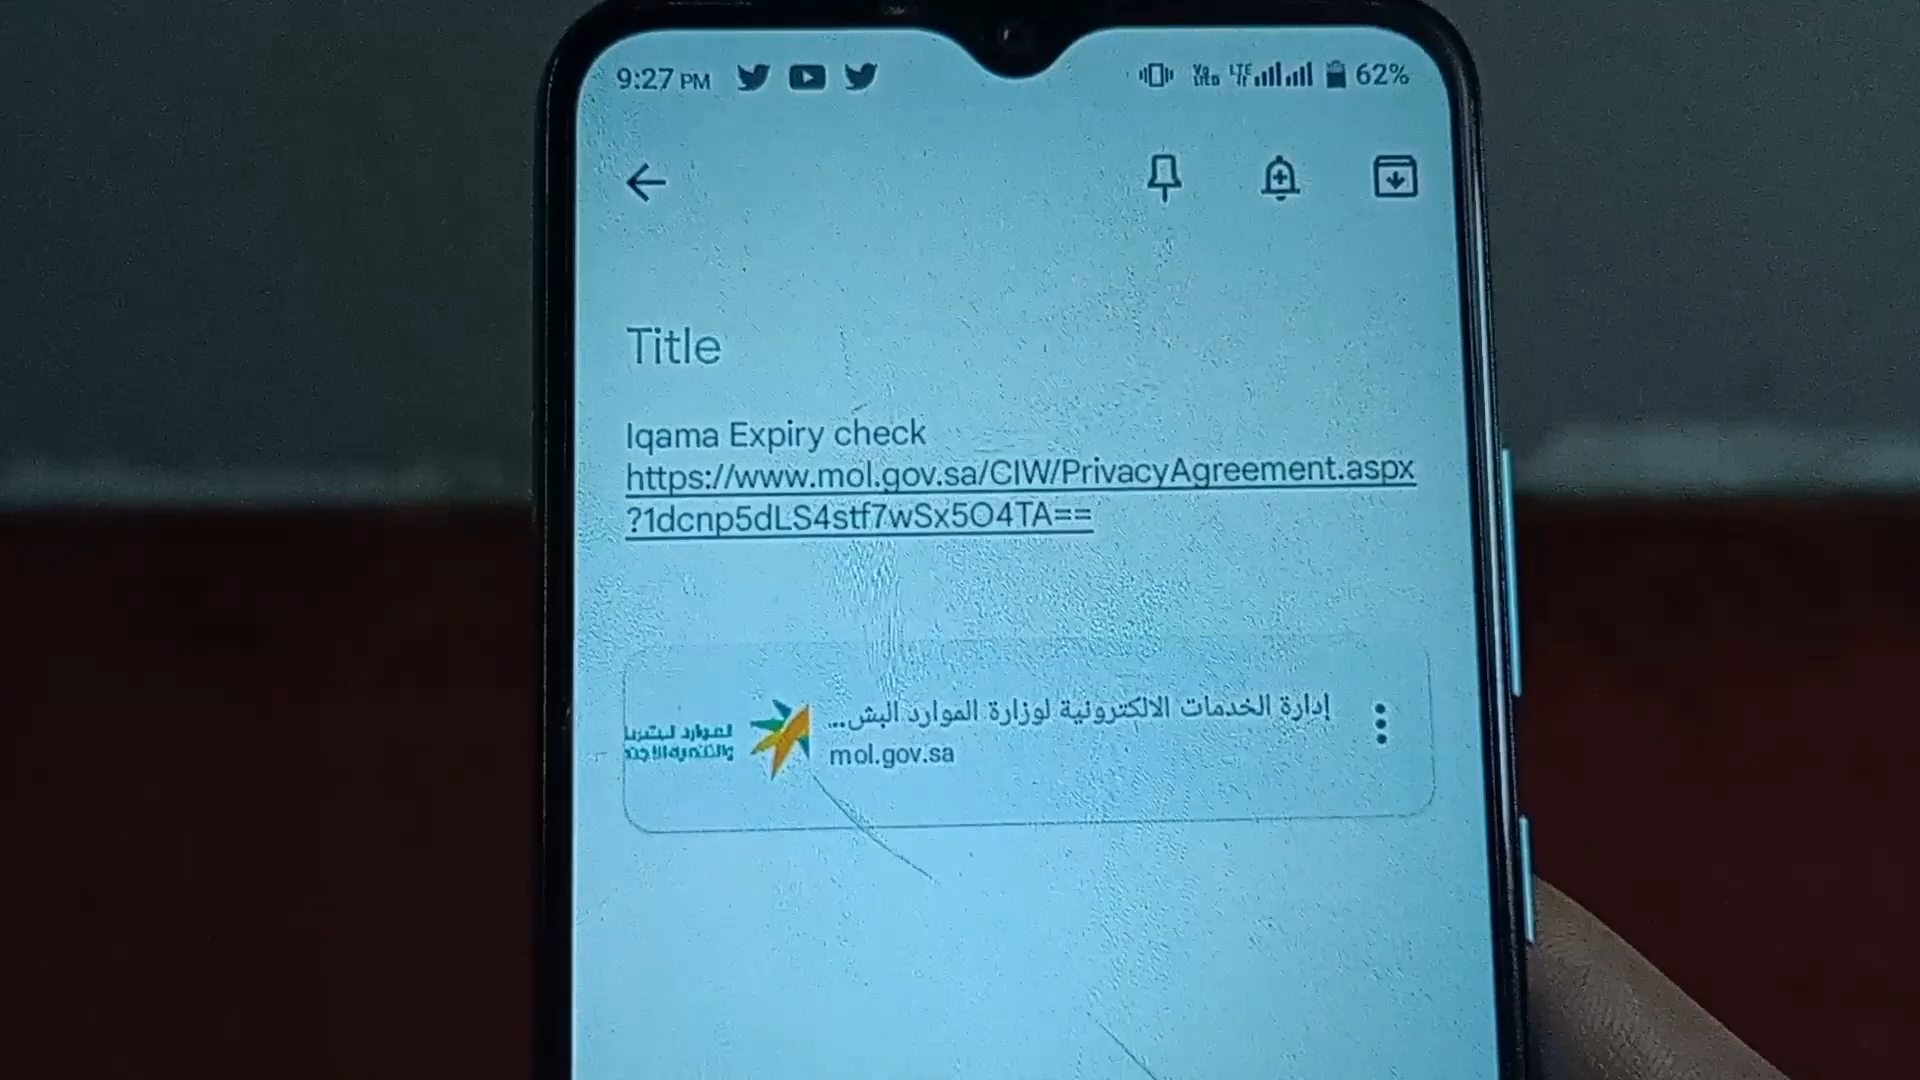 9:27 PM
62%
Title
Iqama Expiry check
https://www.mol.gov.sa/CIW/PrivacyAgreement.aspx
?1dcnp5dLS4stf7wSx5O4TA==
إدارة الخدمات الالكترونية لوزارة الموارد البش...
mol.gov.sa